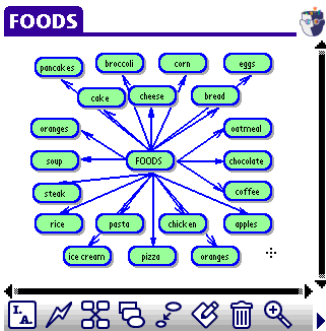 FOODS
pancakes
broccoli
corn
eggs
cake
cheese
bread
oranges
oatmeal
soup
FOODS
chocolate
steak
coffee
rice
pasta
chicken
apples
ice cream
pizza
oranges
I.
A.